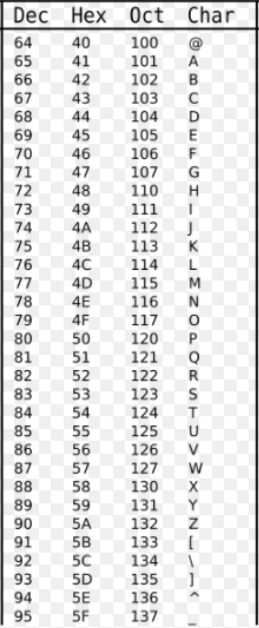 Dec Hex Oct Char
64 40 100 @
65 41 101 A
66 42 102 B
67 43 103 C
68 44 104 D
69 45 105 E
70 46 106 F
71 47 107 G
72 48 110 H
73 49 111 I
74 4A 112 J
75 4B 113 K
76 4C 114 L
77 4D 115 M
78 4E 116 N
79 4F 117 O
80 50 120 P
81 51 121 Q
82 52 122 R
83 53 123 S
84 54 124 T
85 55 125 U
86 56 126 V
87 57 127 W
88 58 130 X
89 59 131 Y
90 5A 132 Z
91 5B 133 [
92 5C 134 \
93 5D 135 ]
94 5E 136 ^
95 5F 137 _